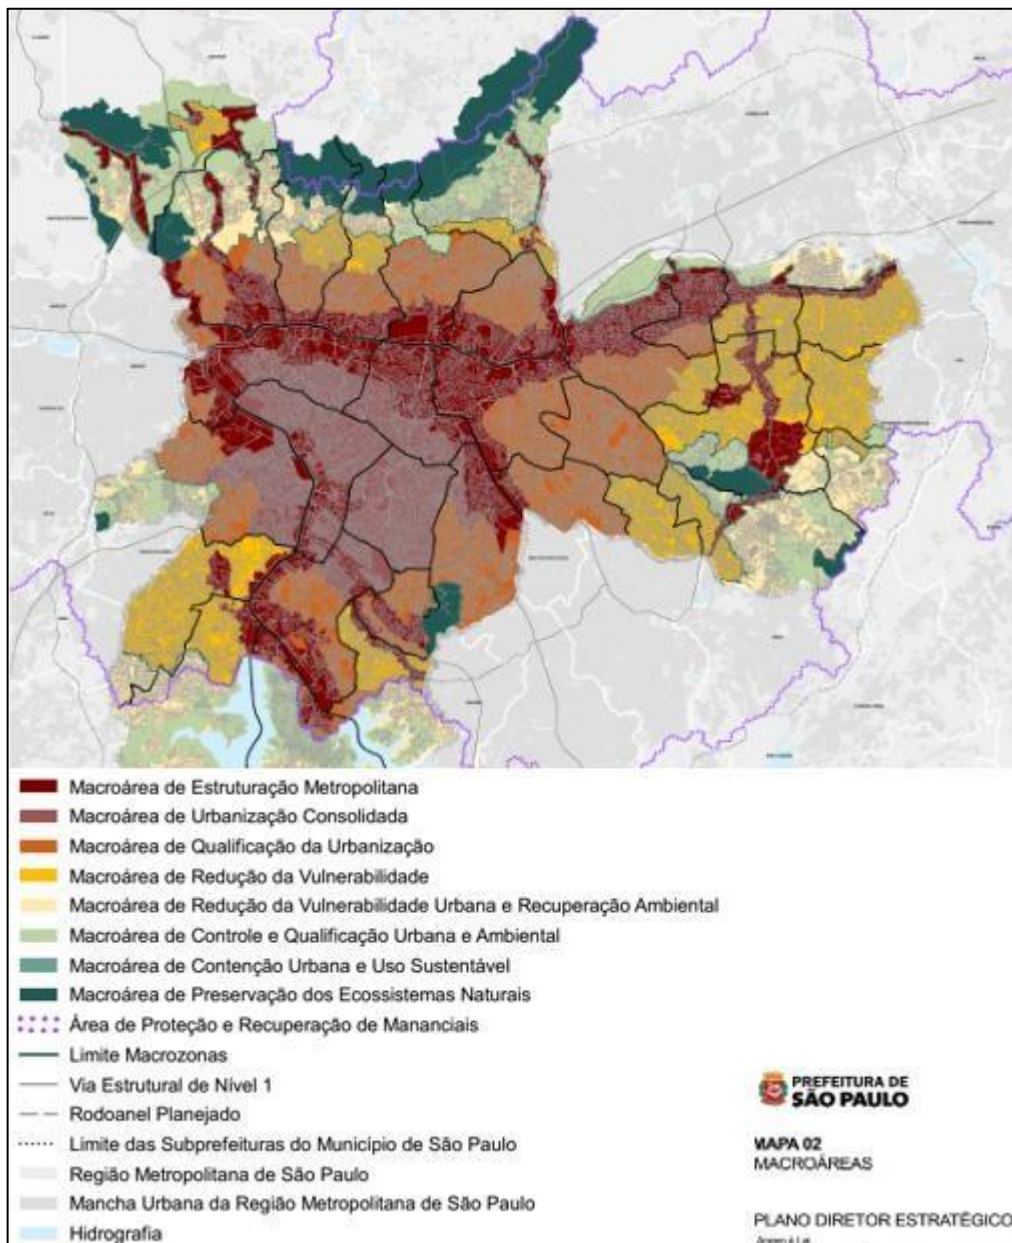 Macroárea de Estruturação Metropolitana
Macroárea de Urbanização Consolidada
Macroárea de Qualificação da Urbanização
Macroárea de Redução da Vulnerabilidade
Macroárea de Redução da Vulnerabilidade Urbana e Recuperação Ambiental
Macroárea de Controle e Qualificação Urbana e Ambiental
Macroárea de Contenção Urbana e Uso Sustentável
Macroárea de Preservação dos Ecossistemas Naturais
Área de Proteção e Recuperação de Mananciais
Limite Macrozonas
Via Estrutural de Nível 1
Rodoanel Planejado
Limite das Subprefeituras do Município de São Paulo
Região Metropolitana de São Paulo
Mancha Urbana da Região Metropolitana de São Paulo
Hidrografia
PREFEITURA DE
SÃO PAULO
MAPA 02
MACROÁREAS
PLANO DIRETOR ESTRATÉGICO